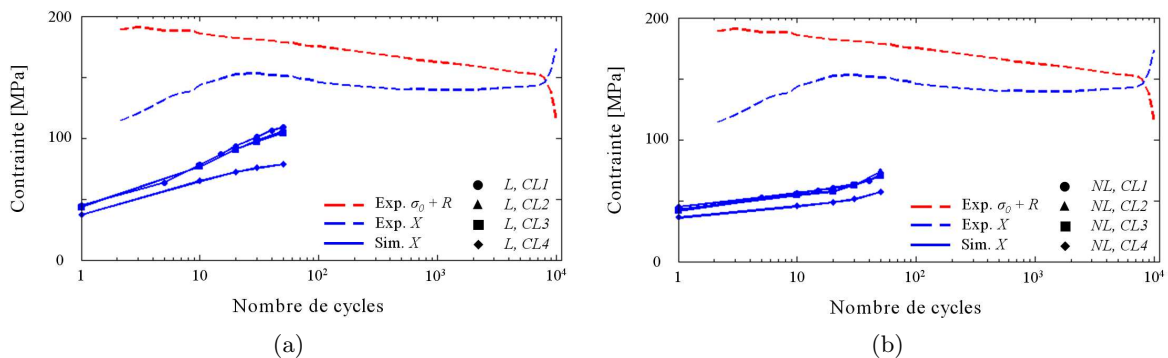 200
100
0
Contrainte [MPa]
Exp. σ₀ + R
Exp. X
Sim. X
L, CL1
L, CL2
L, CL3
L, CL4
1
10
10²
10³
10⁴
Nombre de cycles
(a)
200
100
0
Contrainte [MPa]
Exp. σ₀ + R
Exp. X
Sim. X
NL, CL1
NL, CL2
NL, CL3
NL, CL4
1
10
10²
10³
10⁴
Nombre de cycles
(b)